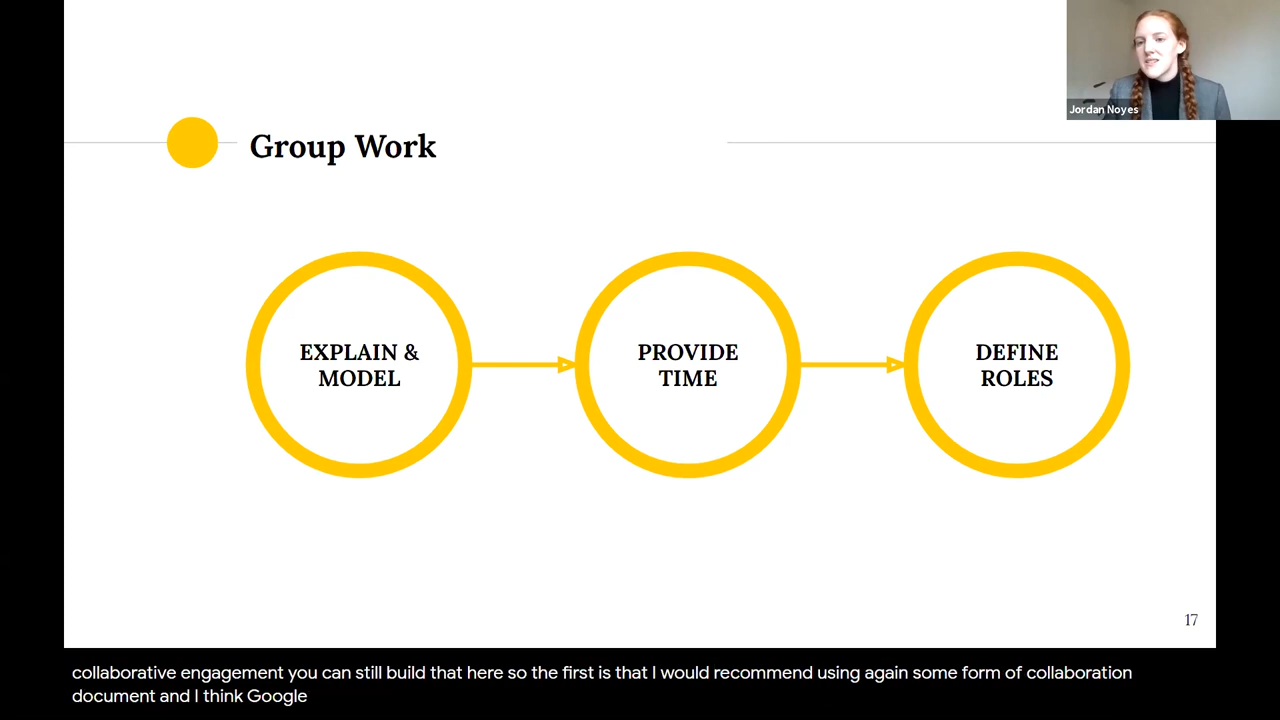 Jordan Noyes
Group Work
EXPLAIN &
MODEL
PROVIDE
TIME
DEFINE
ROLES
17
collaborative engagement you can still build that here so the first is that I would recommend using again some form of collaboration
document and I think Google